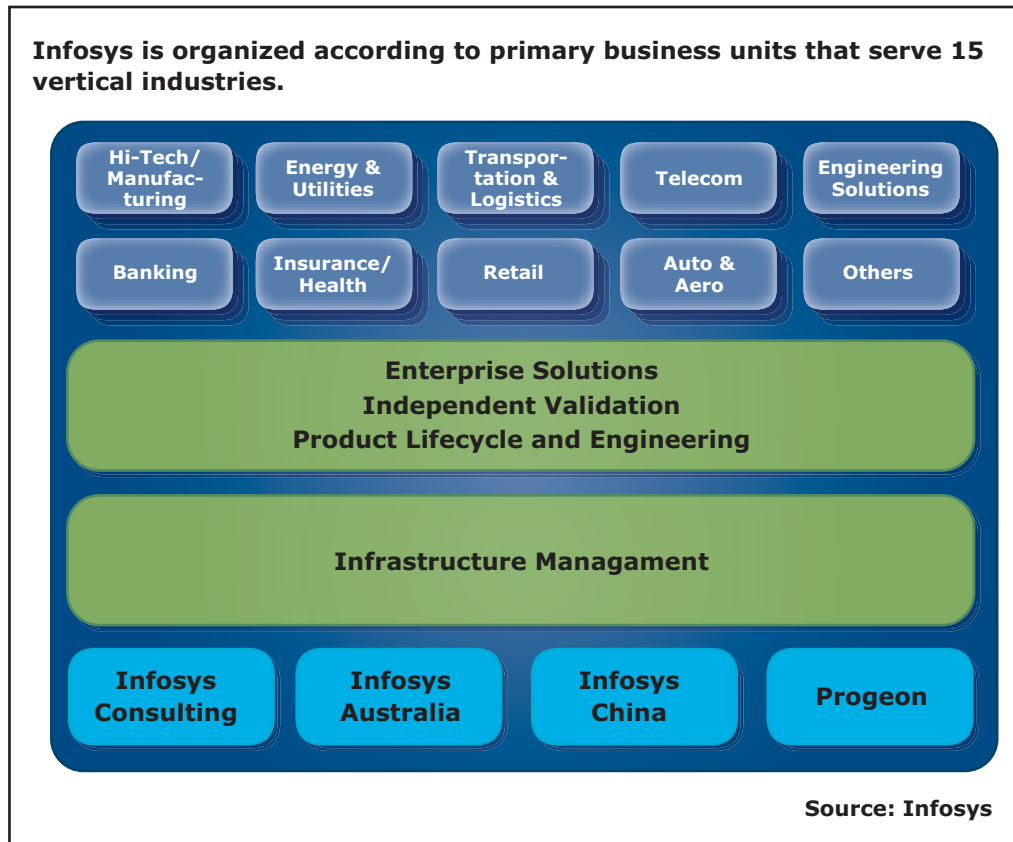 Infosys is organized according to primary business units that serve 15
vertical industries.
Hi-Tech/
Manufac-
turing
Energy &
Utilities
Transpor-
tation &
Logistics
Telecom
Engineering
Solutions
Banking
Insurance/
Health
Retail
Auto &
Aero
Others
Enterprise Solutions
Independent Validation
Product Lifecycle and Engineering
Infrastructure Managament
Infosys
Consulting
Infosys
Australia
Infosys
China
Progeon
Source: Infosys